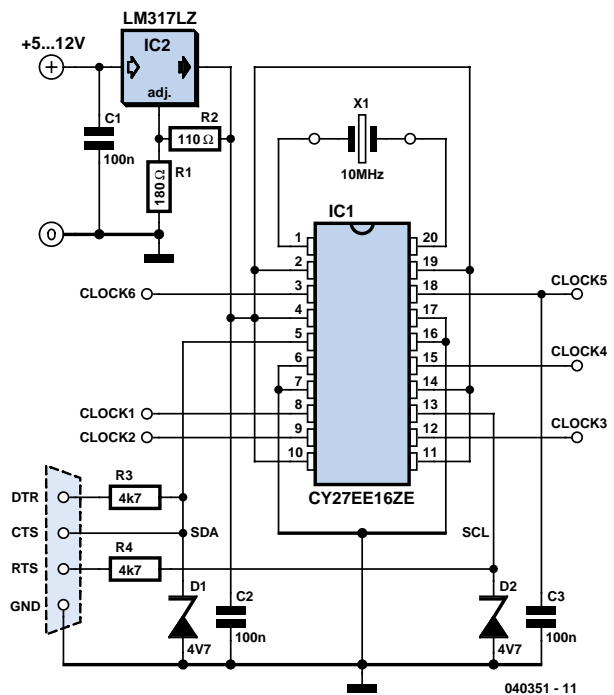 LM317LZ
+5...12V
IC2
adj.
C1
100n
R2
110Ω
R1
180Ω
0
X1
10MHz
IC1
1
2
3
4
5
6
7
8
9
10
20
19
18
17
16
15
14
13
12
11
CY27EE16ZE
CLOCK6
CLOCK1
CLOCK2
CLOCK5
CLOCK4
CLOCK3
DTR
CTS
RTS
GND
R3
4k7
R4
4k7
SDA
SCL
D1
4V7
C2
100n
D2
4V7
C3
100n
040351 - 11